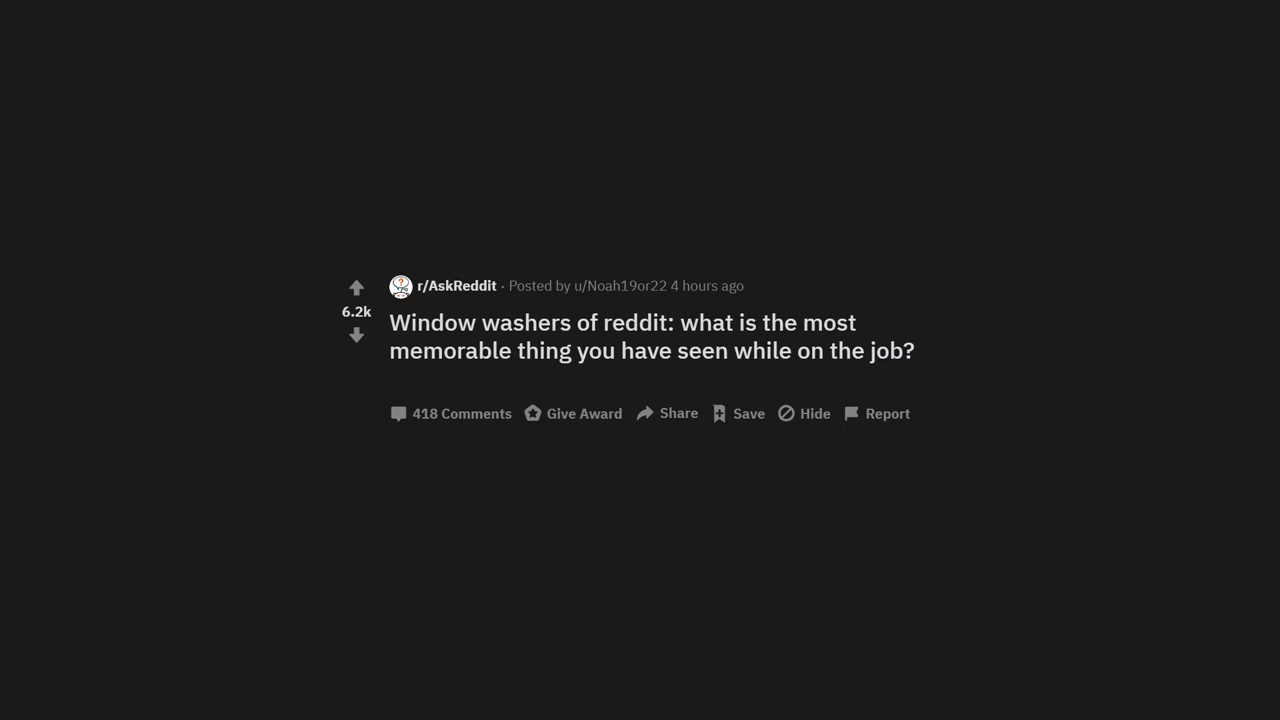 r/AskReddit · Posted by u/Noah19or22 4 hours ago
6.2k
Window washers of reddit: what is the most
memorable thing you have seen while on the job?
418 Comments Give Award Share Save Hide Report